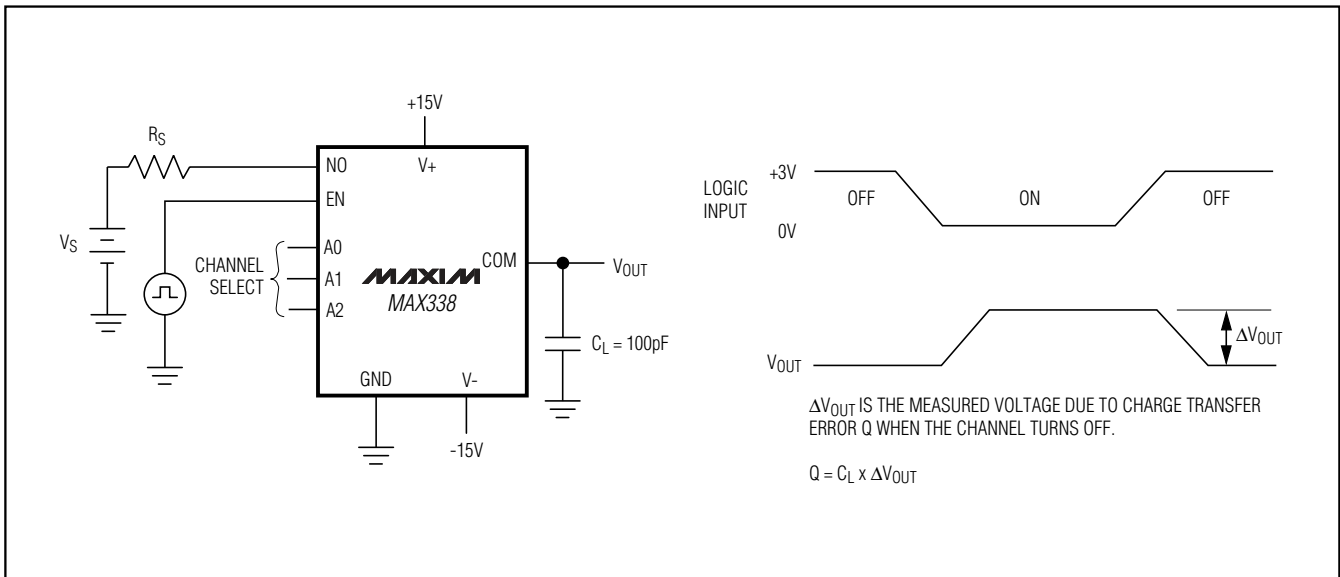 +15V
RS
NO
V+
EN
VS
A0
CHANNEL
SELECT
A1
A2
COM
MAXIM
MAX338
VOUT
CL = 100pF
GND
V-
-15V
LOGIC
INPUT
+3V
0V
OFF
ON
OFF
VOUT
ΔVOUT
ΔVOUT IS THE MEASURED VOLTAGE DUE TO CHARGE TRANSFER
ERROR Q WHEN THE CHANNEL TURNS OFF.
Q = CL x ΔVOUT